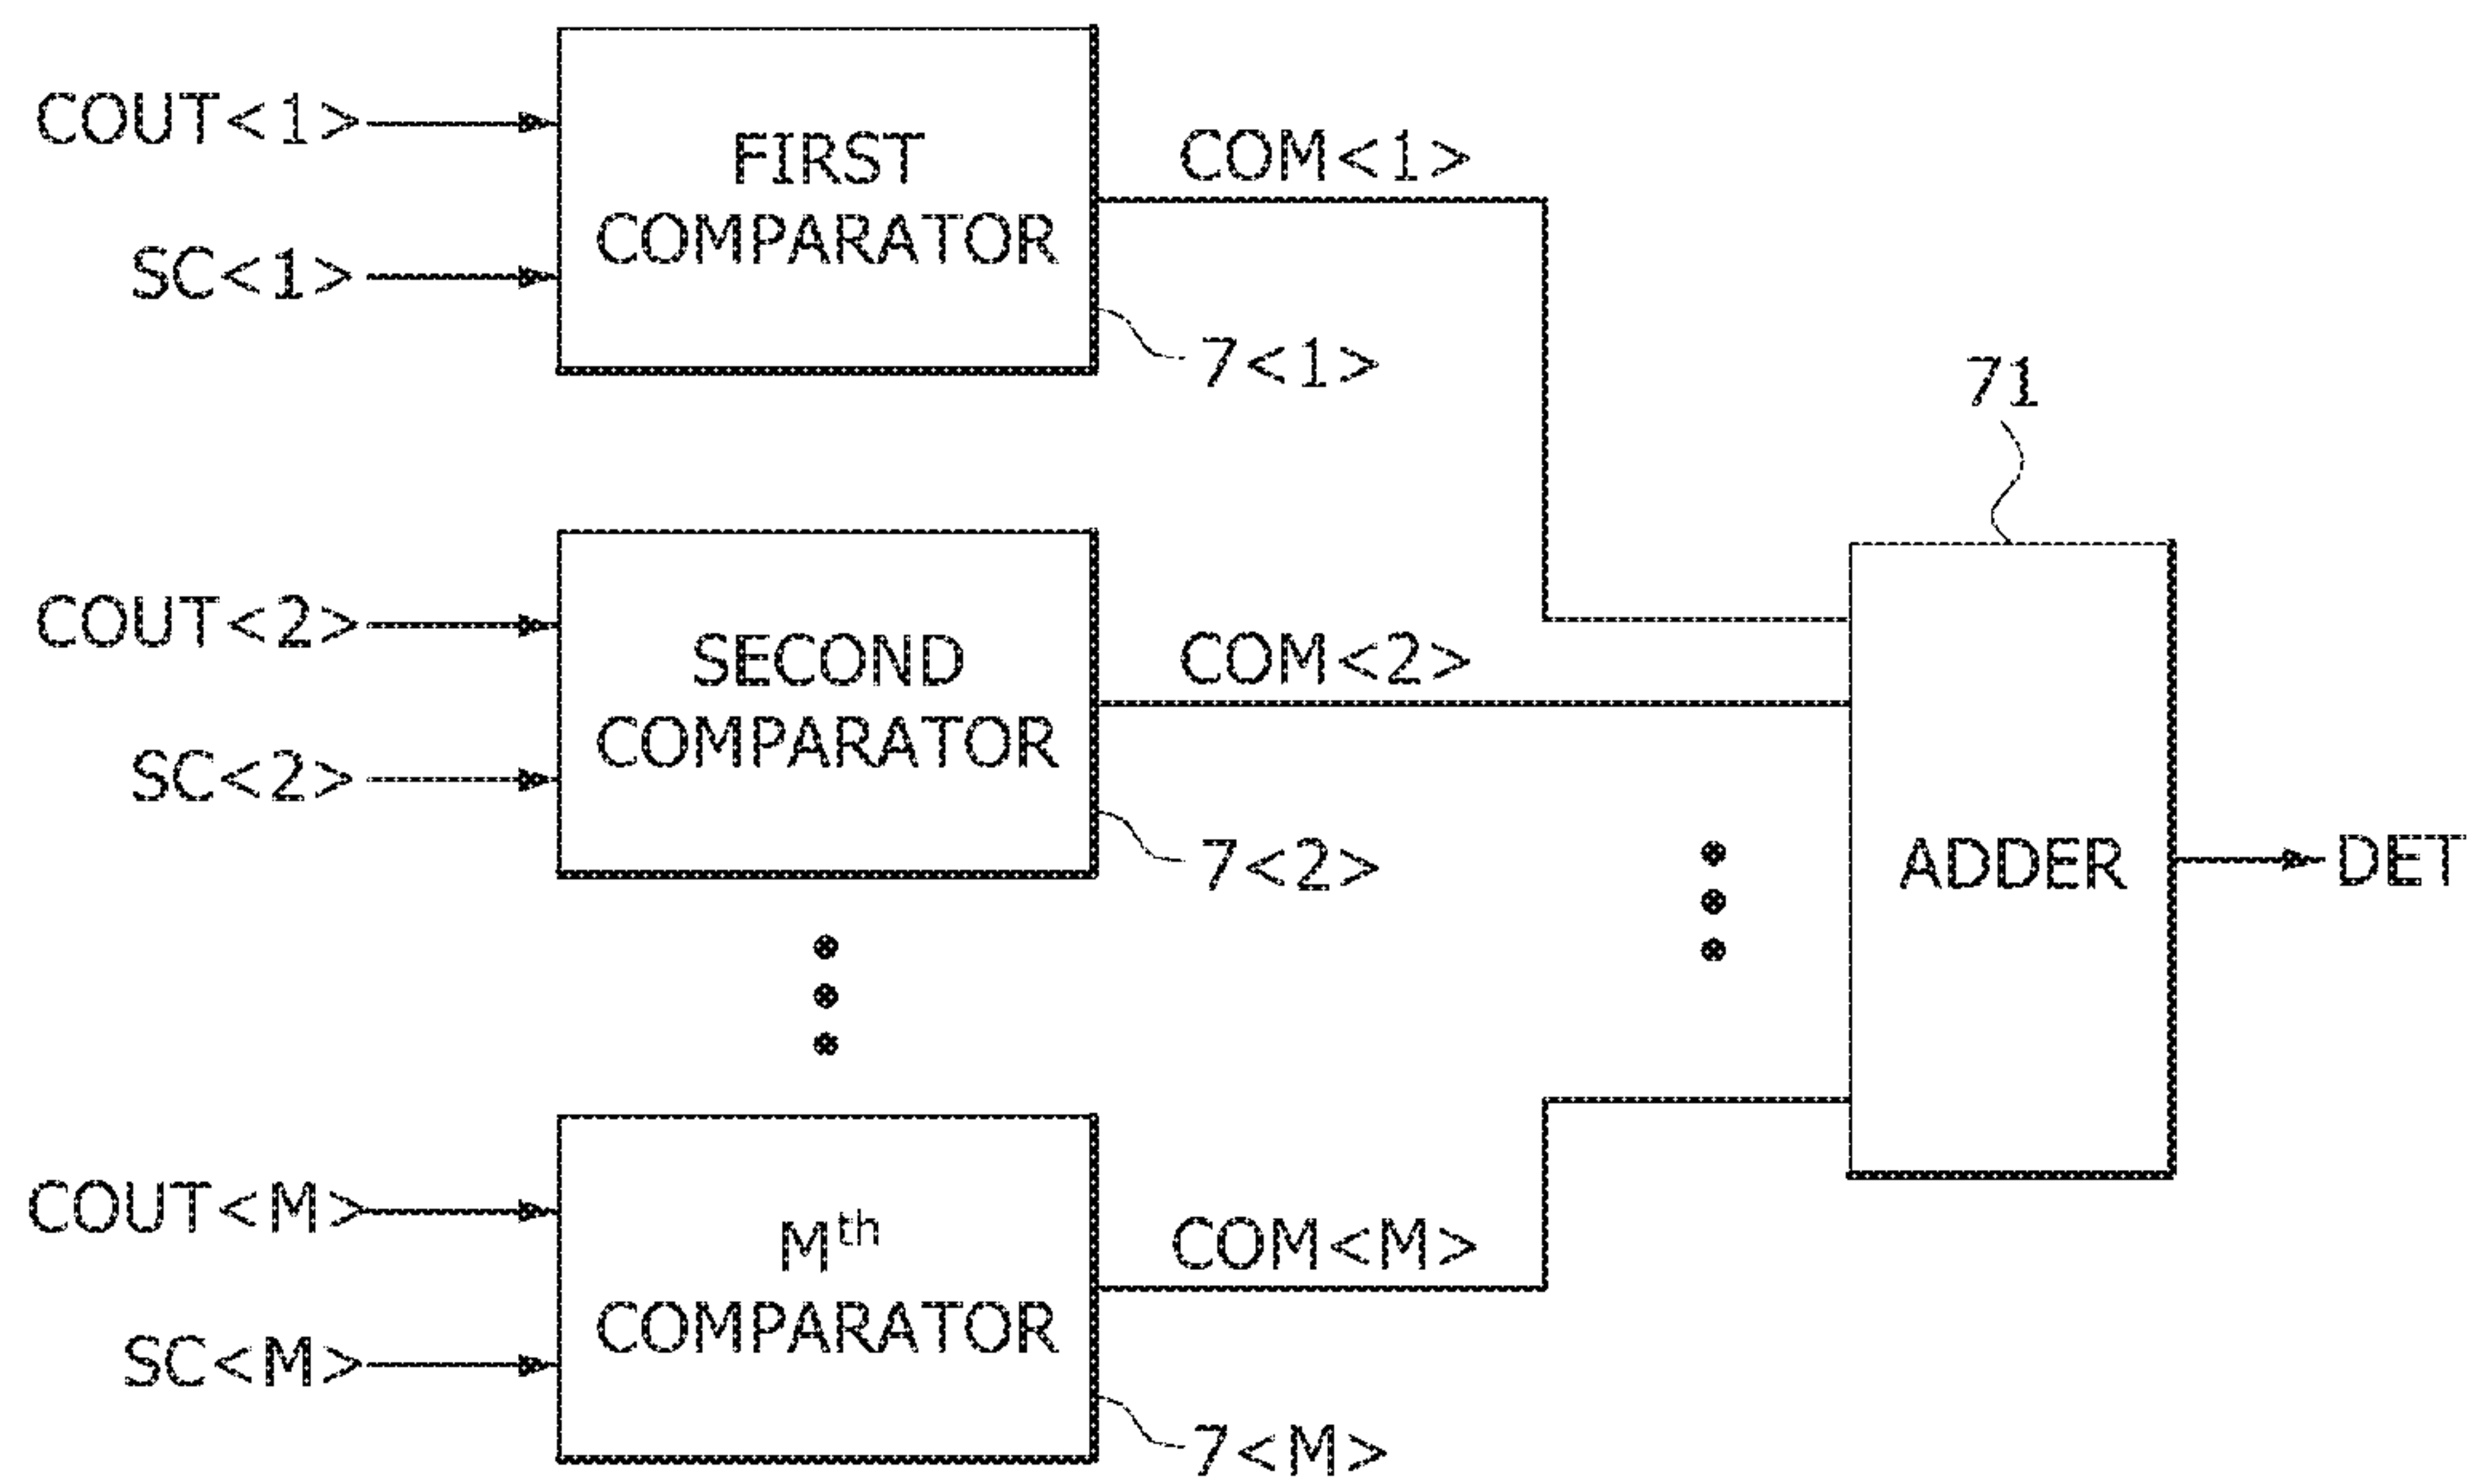 COUT<1>
SC<1>
FIRST
COMPARATOR
COM<1>
7<1>
71
COUT<2>
SC<2>
SECOND
COMPARATOR
COM<2>
7<2>
ADDER
DET
COUT<M>
SC<M>
Mth
COMPARATOR
COM<M>
7<M>